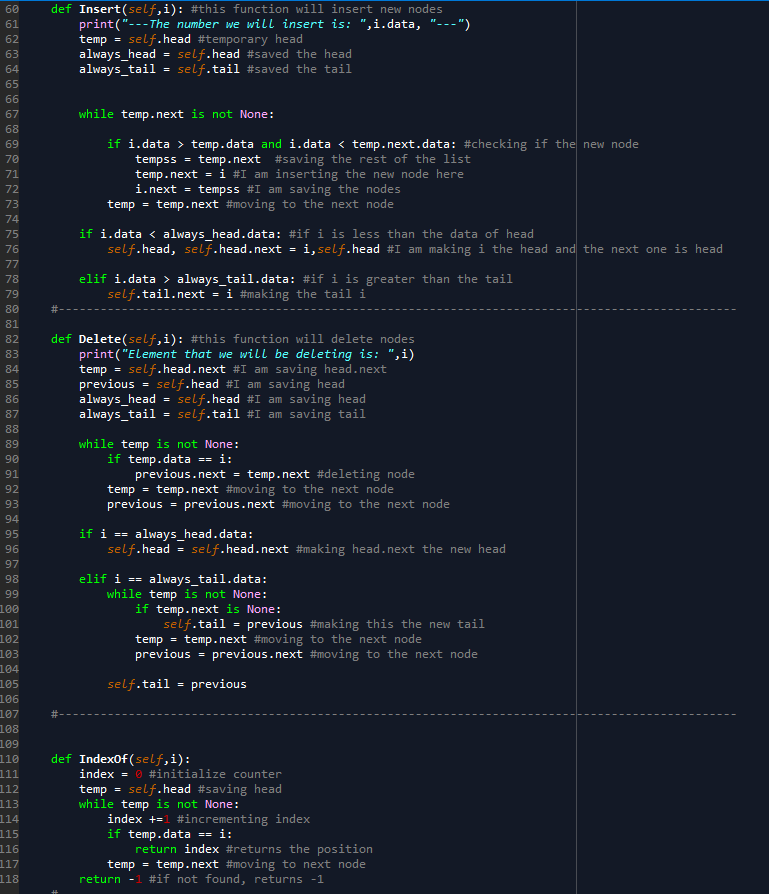 60 def Insert(self,i): #this function will insert new nodes
61 print("---The number we will insert is: ",i.data, "---")
62 temp = self.head #temporary head
63 always_head = self.head #saved the head
64 always_tail = self.tail #saved the tail
65
66
67 while temp.next is not None:
68
69 if i.data > temp.data and i.data < temp.next.data: #checking if the new node
70 tempss = temp.next  #saving the rest of the list
71 temp.next = i #I am inserting the new node here
72 i.next = tempss #I am saving the nodes
73 temp = temp.next #moving to the next node
74
75 if i.data < always_head.data: #if i is less than the data of head
76 self.head, self.head.next = i,self.head #I am making i the head and the next one is head
77
78 elif i.data > always_tail.data: #if i is greater than the tail
79 self.tail.next = i #making the tail i
80 #------------------------------------------------------------------------------------------------
81
82 def Delete(self,i): #this function will delete nodes
83 print("Element that we will be deleting is: ",i)
84 temp = self.head.next #I am saving head.next
85 previous = self.head #I am saving head
86 always_head = self.head #I am saving head
87 always_tail = self.tail #I am saving tail
88
89 while temp is not None:
90 if temp.data == i:
91 previous.next = temp.next #deleting node
92 temp = temp.next #moving to the next node
93 previous = previous.next #moving to the next node
94
95 if i == always_head.data:
96 self.head = self.head.next #making head.next the new head
97
98 elif i == always_tail.data:
99 while temp is not None:
100 if temp.next is None:
101 self.tail = previous #making this the new tail
102 temp = temp.next #moving to the next node
103 previous = previous.next #moving to the next node
104
105 self.tail = previous
106
107 #------------------------------------------------------------------------------------------------
108
109
110 def IndexOf(self,i):
111 index = 0 #initialize counter
112 temp = self.head #saving head
113 while temp is not None:
114 index +=1 #incrementing index
115 if temp.data == i:
116 return index #returns the position
117 temp = temp.next #moving to next node
118 return -1 #if not found, returns -1